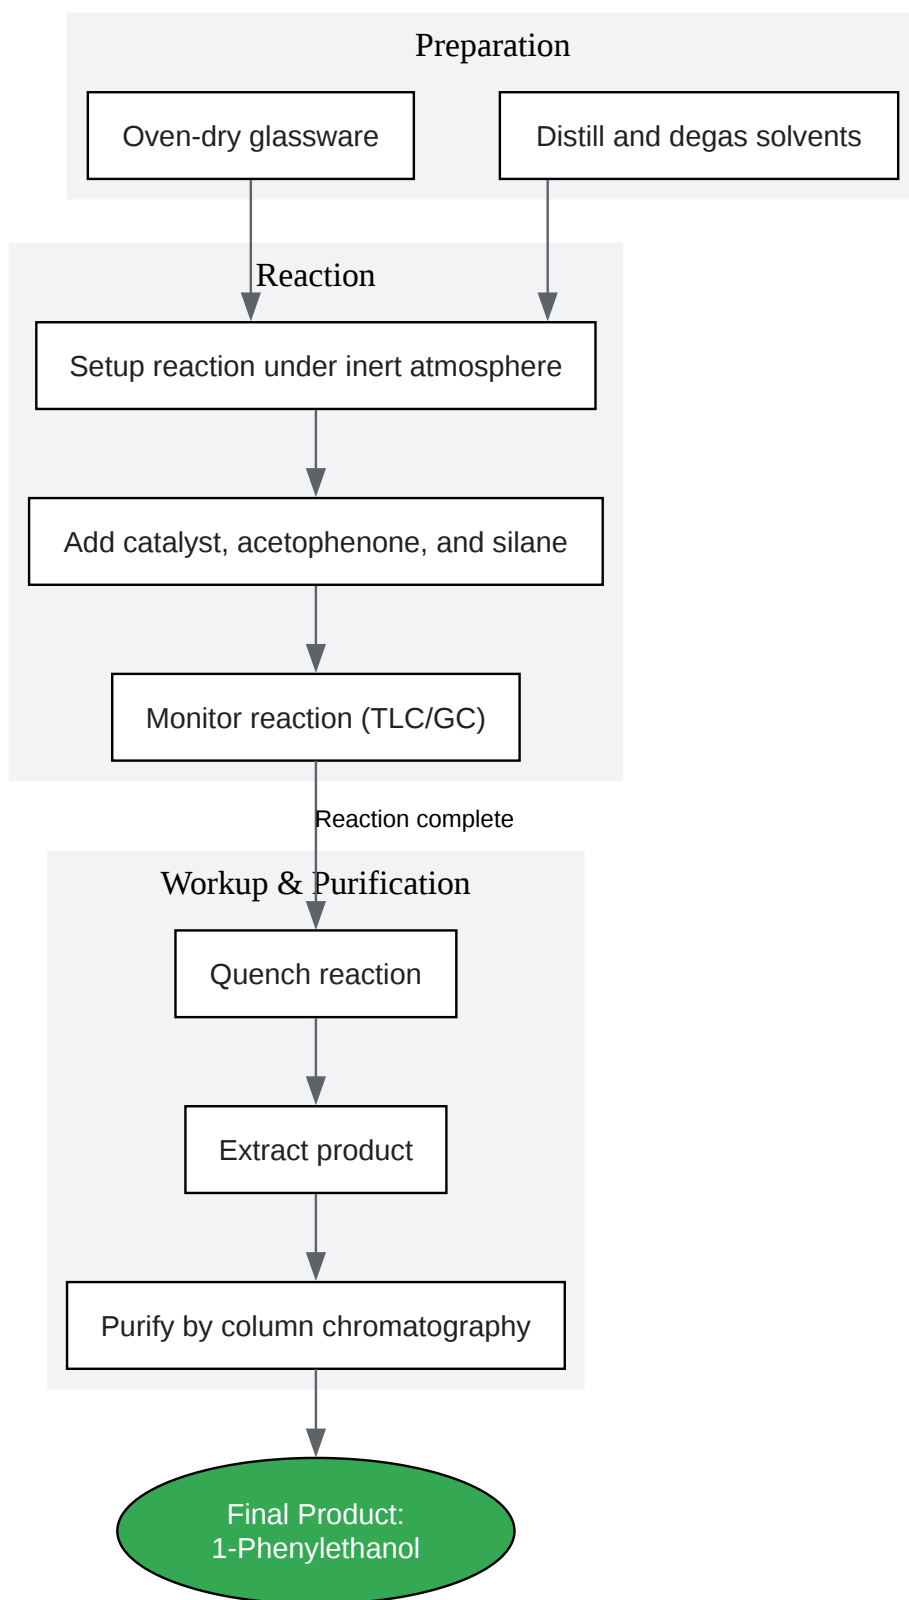 Preparation
Oven-dry glassware
Distill and degas solvents
Reaction
Setup reaction under inert atmosphere
Add catalyst, acetophenone, and silane
Monitor reaction (TLC/GC)
Reaction complete
Workup & Purification
Quench reaction
Extract product
Purify by column chromatography
Final Product:
1-Phenylethanol